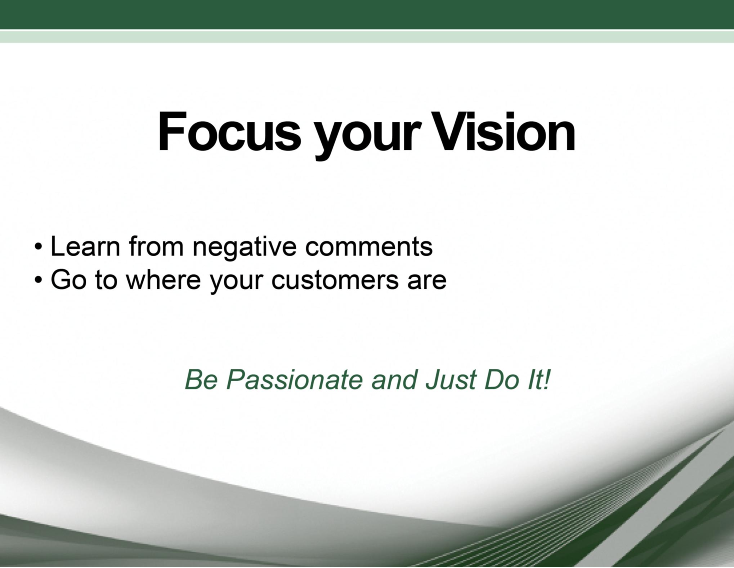 Focus your Vision
• Learn from negative comments
• Go to where your customers are
Be Passionate and Just Do It!